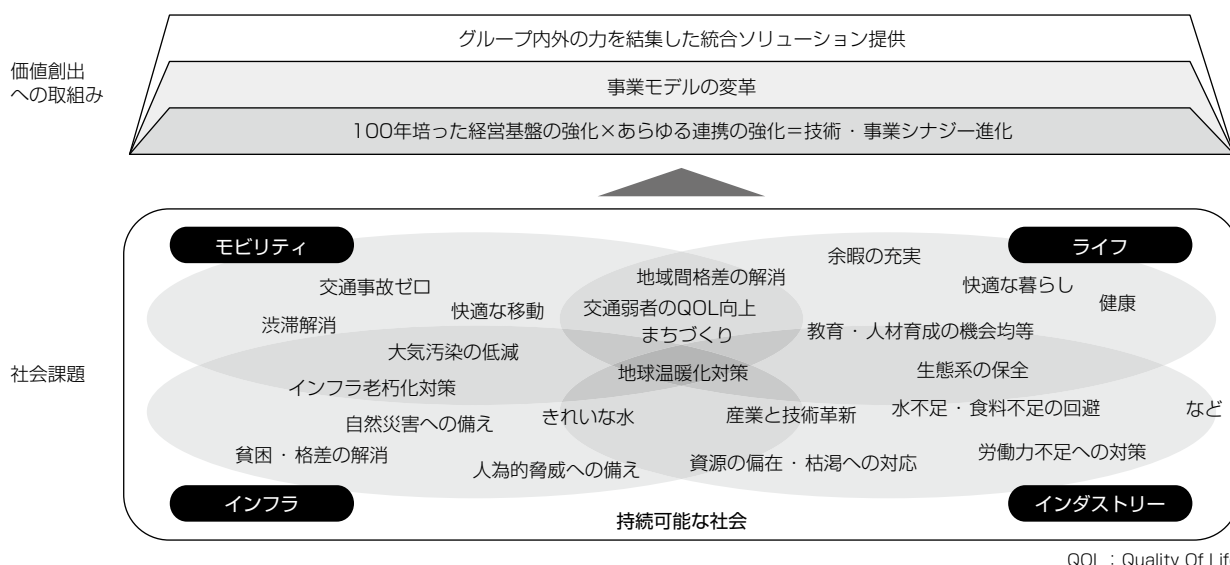 グループ内外の力を結集した統合ソリューション提供
価値創出
への取組み
事業モデルの変革
100年培った経営基盤の強化×あらゆる連携の強化＝技術・事業シナジー進化
モビリティ
ライフ
余暇の充実
地域間格差の解消
交通事故ゼロ
快適な暮らし
健康
快適な移動
交通弱者のQOL向上
渋滞解消
まちづくり
教育・人材育成の機会均等
大気汚染の低減
社会課題
地球温暖化対策
生態系の保全
インフラ老朽化対策
自然災害への備え
きれいな水
産業と技術革新
水不足・食料不足の回避
など
貧困・格差の解消
人為的脅威への備え
資源の偏在・枯渇への対応
労働力不足への対策
インフラ
インダストリー
持続可能な社会
QOL：Quality Of Lif